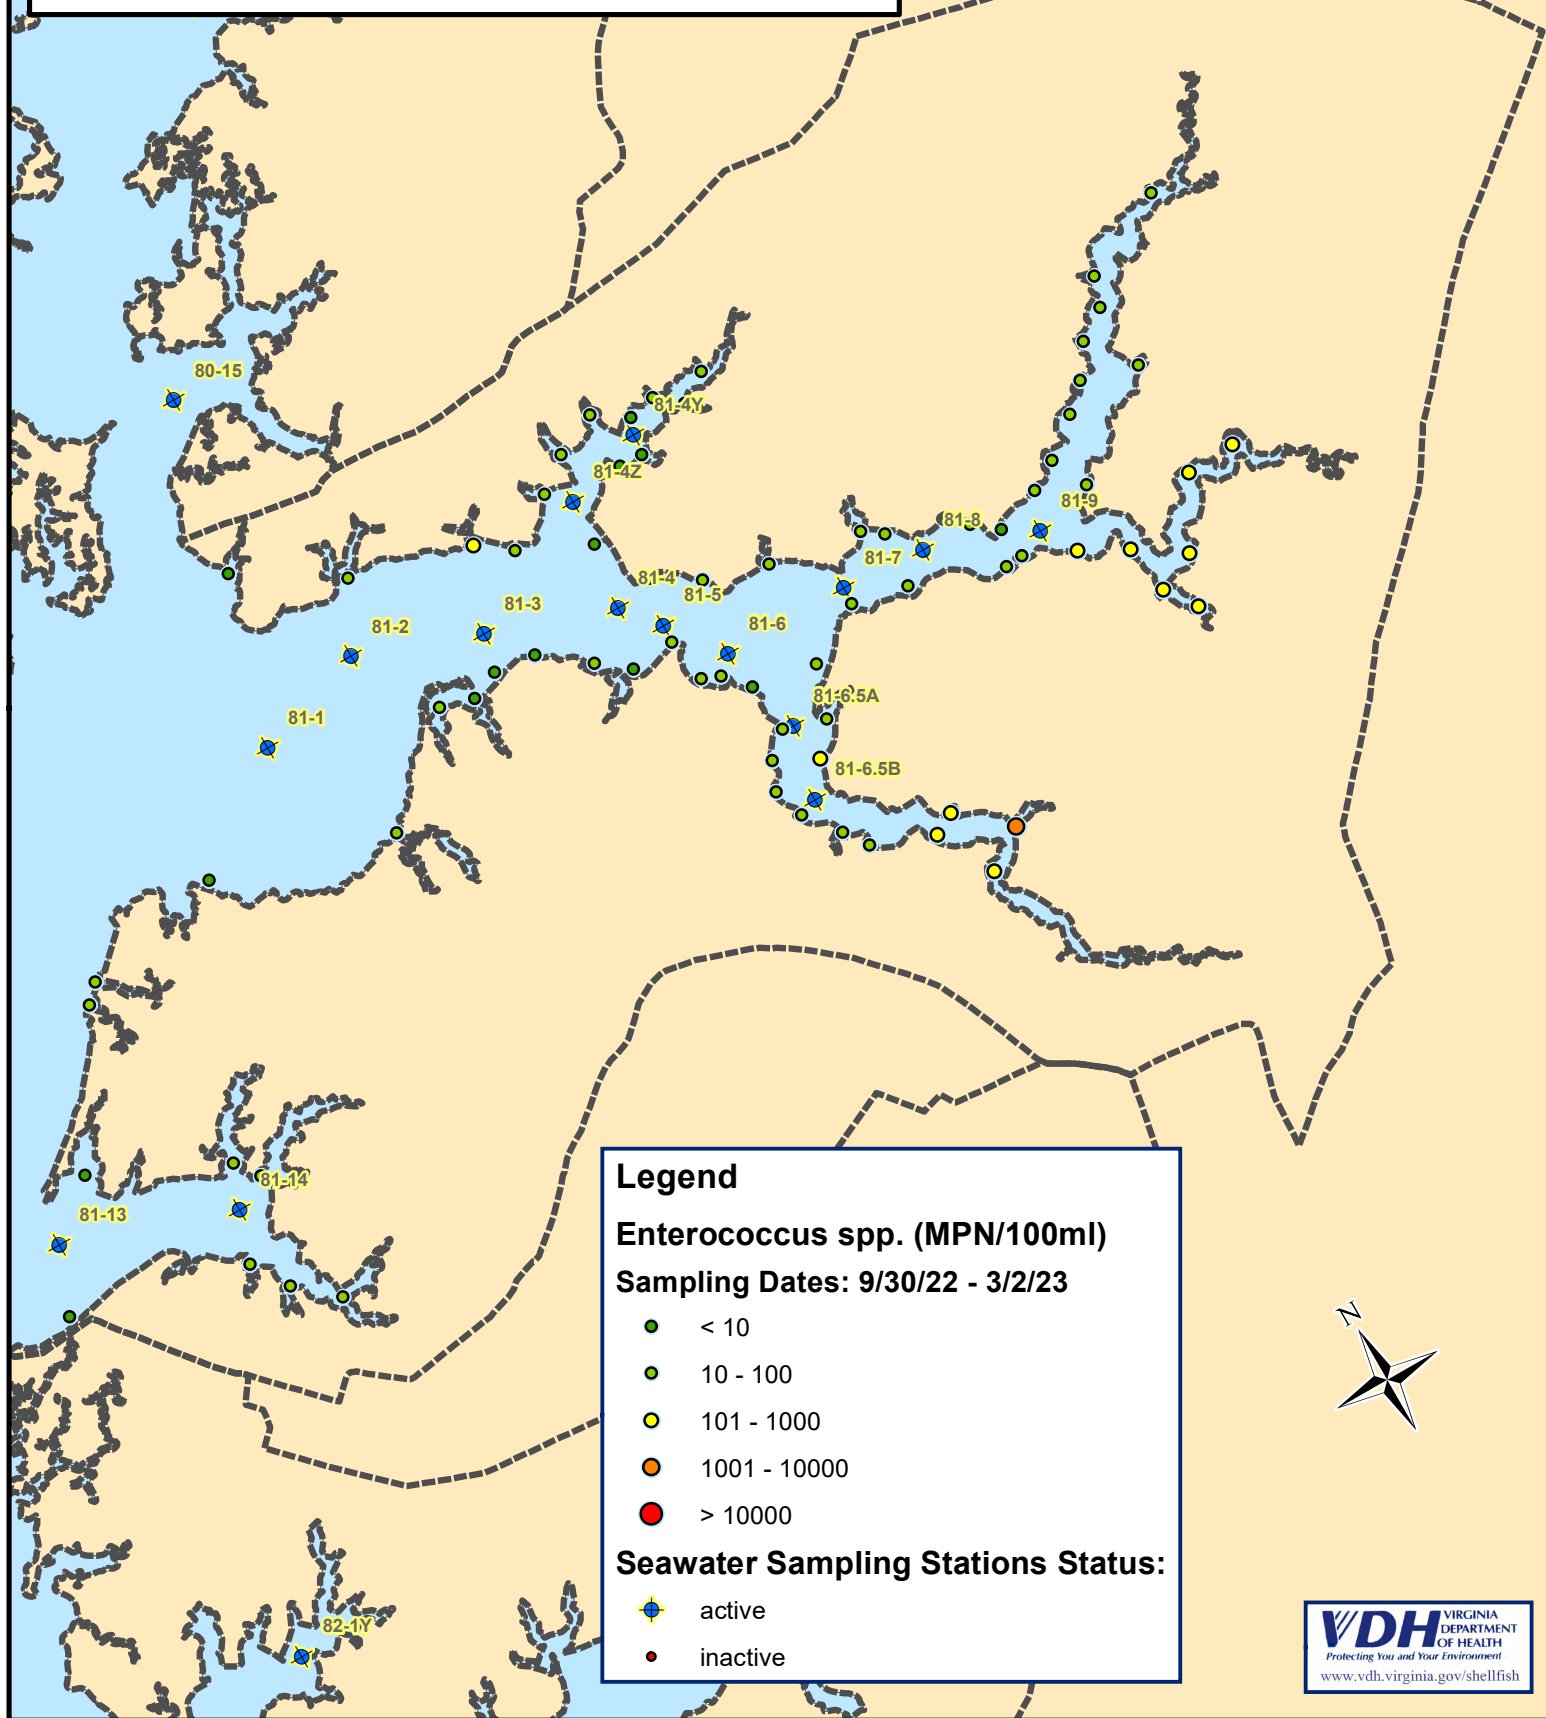 80-15
81-4Y
81-4Z
81-9
81-8
81-7
81-4
81-5
81-3
81-6
81-2
81-6.5A
81-1
81-6.5B
81-14
81-13
82-1Y
Legend
Enterococcus spp. (MPN/100ml)
Sampling Dates: 9/30/22 - 3/2/23
< 10
10 - 100
101 - 1000
1001 - 10000
> 10000
Seawater Sampling Stations Status:
active
inactive
N
VDH VIRGINIA
DEPARTMENT
OF HEALTH
Protecting You and Your Environment
www.vdh.virginia.gov/shellfish